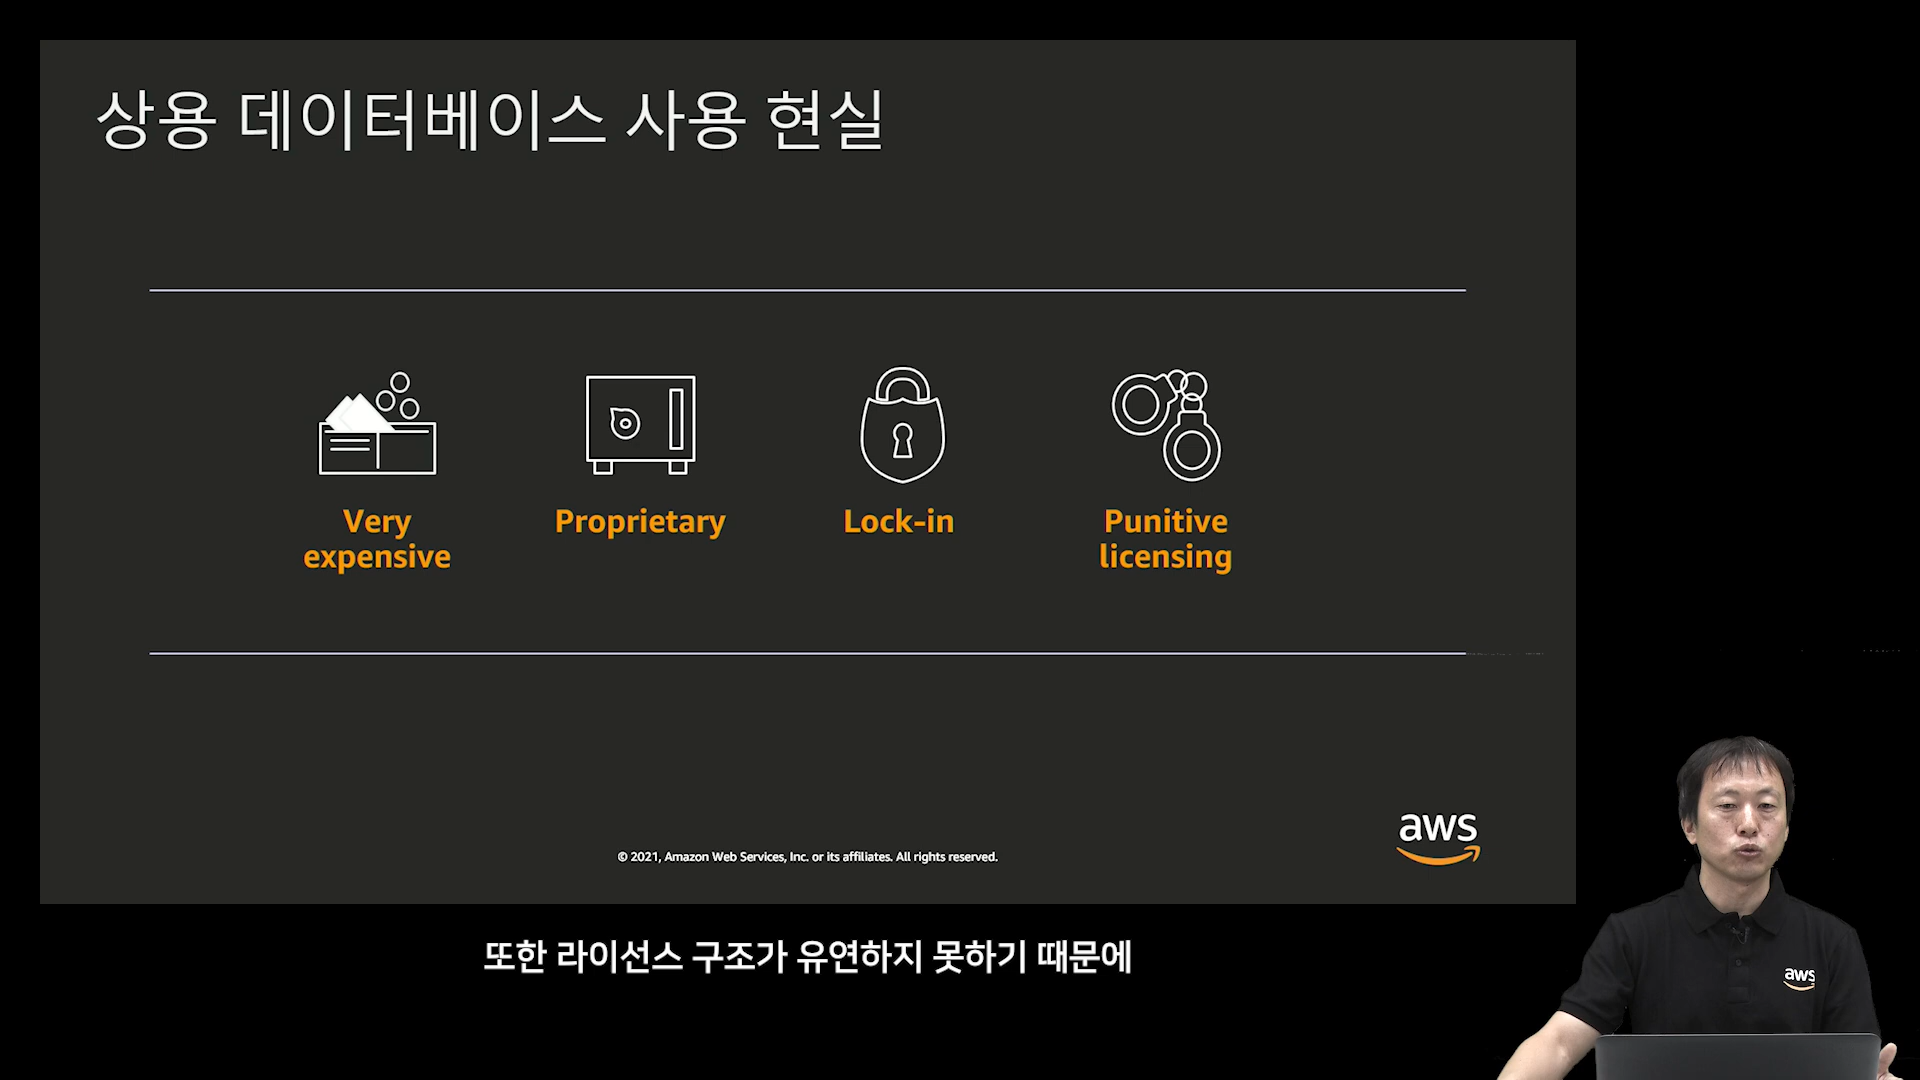 상용 데이터베이스 사용 현실
Very
expensive
Proprietary
Lock-in
Punitive
licensing
© 2021, Amazon Web Services, Inc. or its affiliates. All rights reserved.
aws
aws
또한 라이선스 구조가 유연하지 못하기 때문에